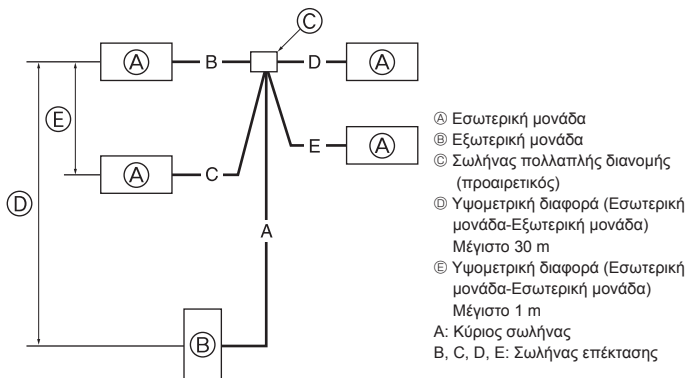 Ⓒ
Ⓐ B D Ⓐ
Ⓔ
Ⓐ C E Ⓐ
Ⓓ
A
Ⓑ
Ⓐ Εσωτερική μονάδα
Ⓑ Εξωτερική μονάδα
Ⓒ Σωλήνας πολλαπλής διανομής
(προαιρετικός)
Ⓓ Υψομετρική διαφορά (Εσωτερική
μονάδα-Εξωτερική μονάδα)
Μέγιστο 30 m
Ⓔ Υψομετρική διαφορά (Εσωτερική
μονάδα-Εσωτερική μονάδα)
Μέγιστο 1 m
A: Κύριος σωλήνας
B, C, D, E: Σωλήνας επέκτασης